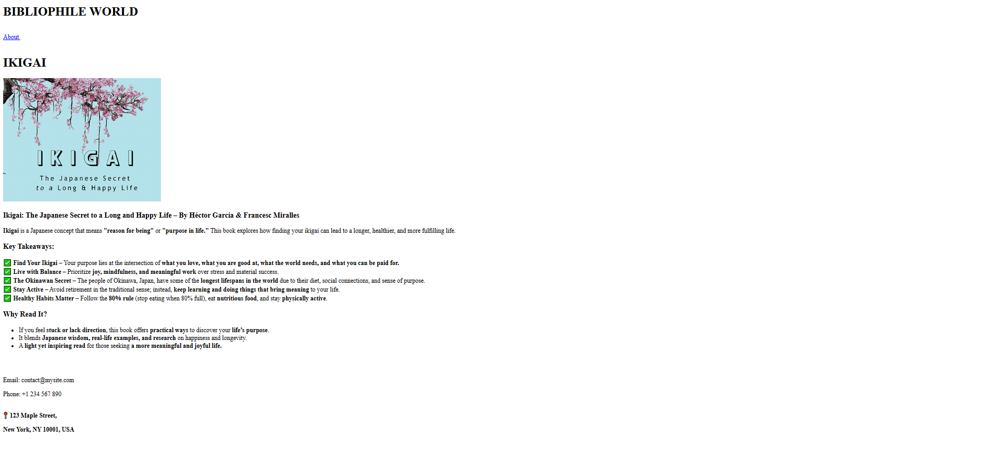 BIBLIOPHILE WORLD
About
IKIGAI
IKIGAI
The Japanese Secret
to a Long & Happy Life
Ikigai: The Japanese Secret to a Long and Happy Life – By Héctor García & Francesc Miralles
Ikigai is a Japanese concept that means "reason for being" or "purpose in life." This book explores how finding your ikigai can lead to a longer, healthier, and more fulfilling life.
Key Takeaways:
✅ Find Your Ikigai – Your purpose lies at the intersection of what you love, what you are good at, what the world needs, and what you can be paid for.
✅ Live with Balance – Prioritize joy, mindfulness, and meaningful work over stress and material success.
✅ The Okinawan Secret – The people of Okinawa, Japan, have some of the longest lifespans in the world due to their diet, social connections, and sense of purpose.
✅ Stay Active – Avoid retirement in the traditional sense; instead, keep learning and doing things that bring meaning to your life.
✅ Healthy Habits Matter – Follow the 80% rule (stop eating when 80% full), eat nutritious food, and stay physically active.
Why Read It?
• If you feel stuck or lack direction, this book offers practical ways to discover your life’s purpose.
• It blends Japanese wisdom, real-life examples, and research on happiness and longevity.
• A light yet inspiring read for those seeking a more meaningful and joyful life.
Email: contact@mysite.com
Phone: +1 234 567 890
📍 123 Maple Street,
New York, NY 10001, USA